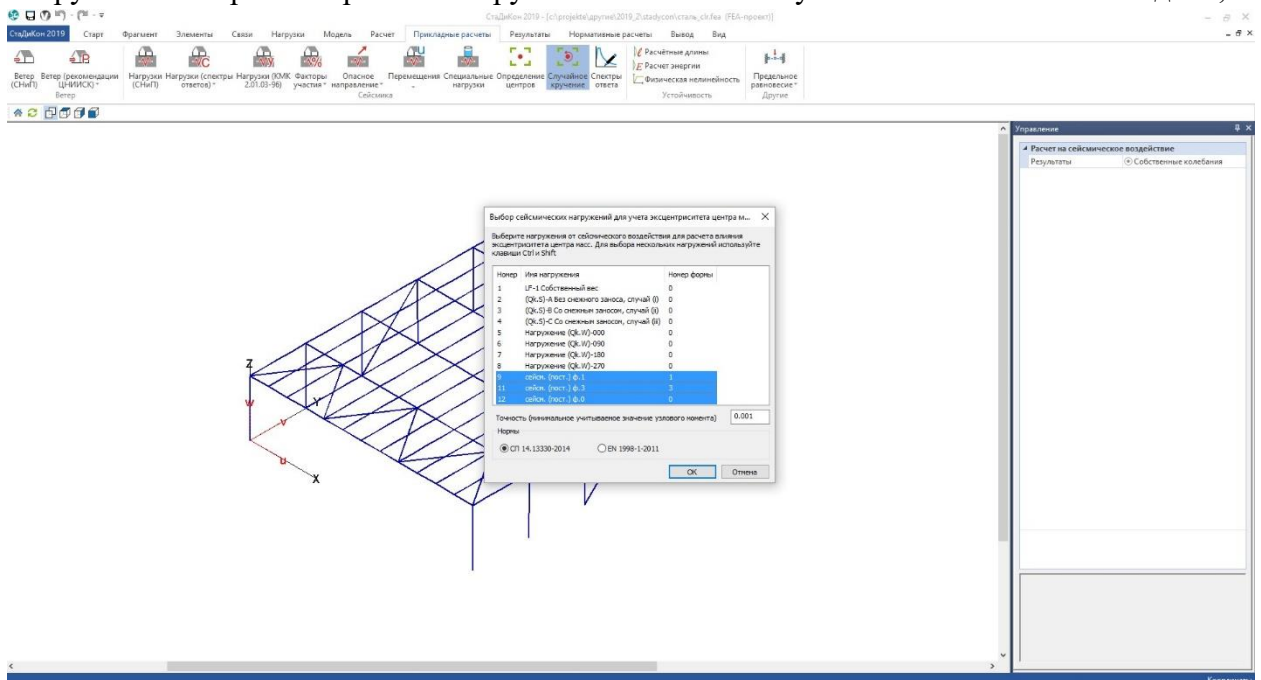 СтаДиКон 2019 - [c:\projekte\другие\2019_2\stadycon\сталь_clr.fea (FEA-проект)]
СтаДиКон 2019 Старт Фрагмент Элементы Связи Нагрузки Модель Расчет Прикладные расчеты Результаты Нормативные расчеты Вывод Вид
Ветер (СНиП)
Ветер (рекомендации ЦНИИСК)
Ветер
Нагрузки (СНиП)
Нагрузки (спектры ответов)
Нагрузки (КМК 2.01.03-96)
Факторы участия
Опасное направление
Перемещения
Специальные нагрузки
Определение центров
Случайное кручение
Спектры ответа
Сейсмика
Расчётные длины
Расчет энергии
Физическая нелинейность
Устойчивость
Предельное равновесие
Другие
Управление
Расчет на сейсмическое воздействие
Результаты Собственные колебания
Выбор сейсмических нагружений для учета эксцентриситета центра м...
Выберите нагружения от сейсмического воздействия для расчета влияния
эксцентриситета центра масс. Для выбора нескольких нагружений используйте
клавиши Ctrl и Shift
Номер Имя нагружения Номер формы
1 LF-1 Собственный вес 0
2 (Qk.S)-A Без снежного заноса, случай (i) 0
3 (Qk.S)-B Со снежным заносом, случай (ii) 0
4 (Qk.S)-C Со снежным заносом, случай (ii) 0
5 Нагружение (Qk.W)-000 0
6 Нагружение (Qk.W)-090 0
7 Нагружение (Qk.W)-180 0
8 Нагружение (Qk.W)-270 0
9 сейсм. (пост.) ф.1 1
11 сейсм. (пост.) ф.3 3
12 сейсм. (пост.) ф.0 0
Точность (минимальное учитываемое значение узлового момента) 0.001
Нормы
СП 14.13330-2014 EN 1998-1-2011
OK Отмена
Z
W
Y
v
u
X